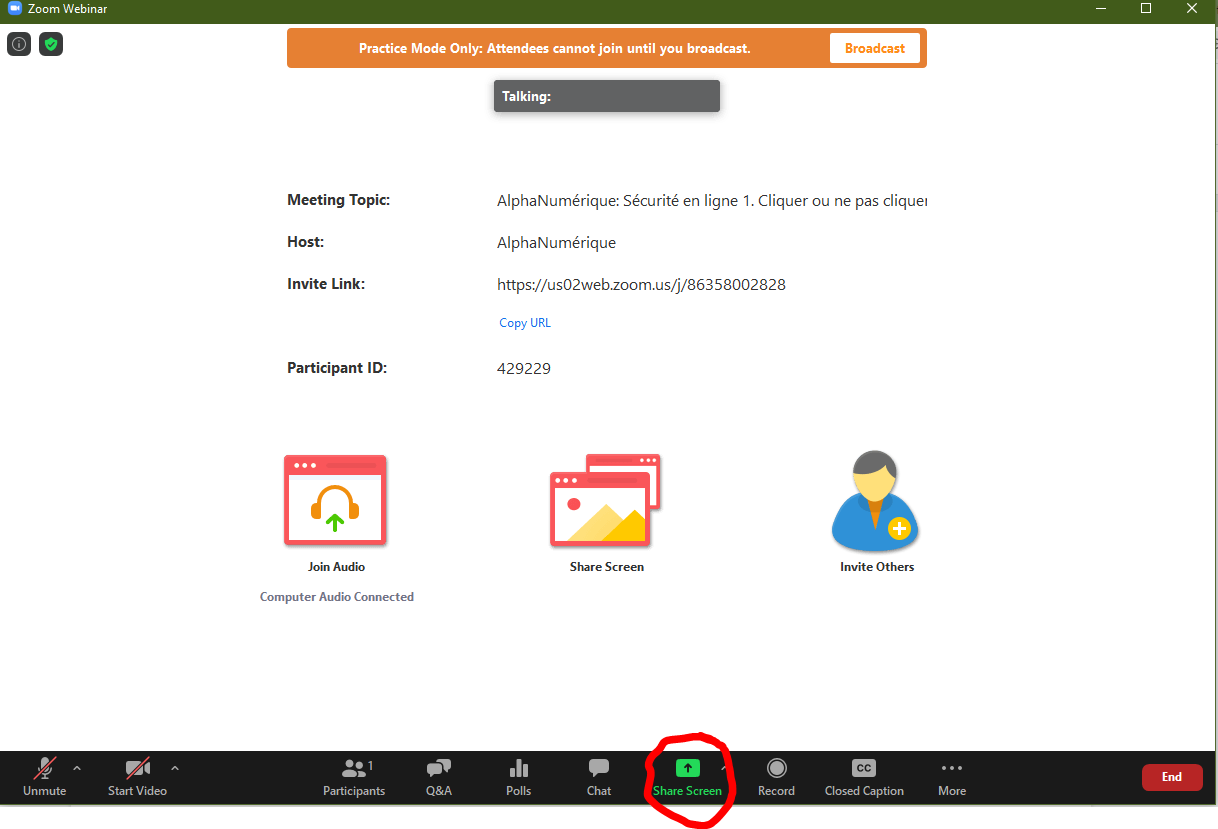 Zoom Webinar
Practice Mode Only: Attendees cannot join until you broadcast.
Broadcast
Talking:
Meeting Topic: AlphaNumérique: Sécurité en ligne 1. Cliquer ou ne pas cliquer
Host: AlphaNumérique
Invite Link: https://us02web.zoom.us/j/86358002828
Copy URL
Participant ID: 429229
Join Audio Share Screen Invite Others
Computer Audio Connected
1
Unmute Start Video Participants Q&A Polls Chat Share Screen Record CC Closed Caption More End